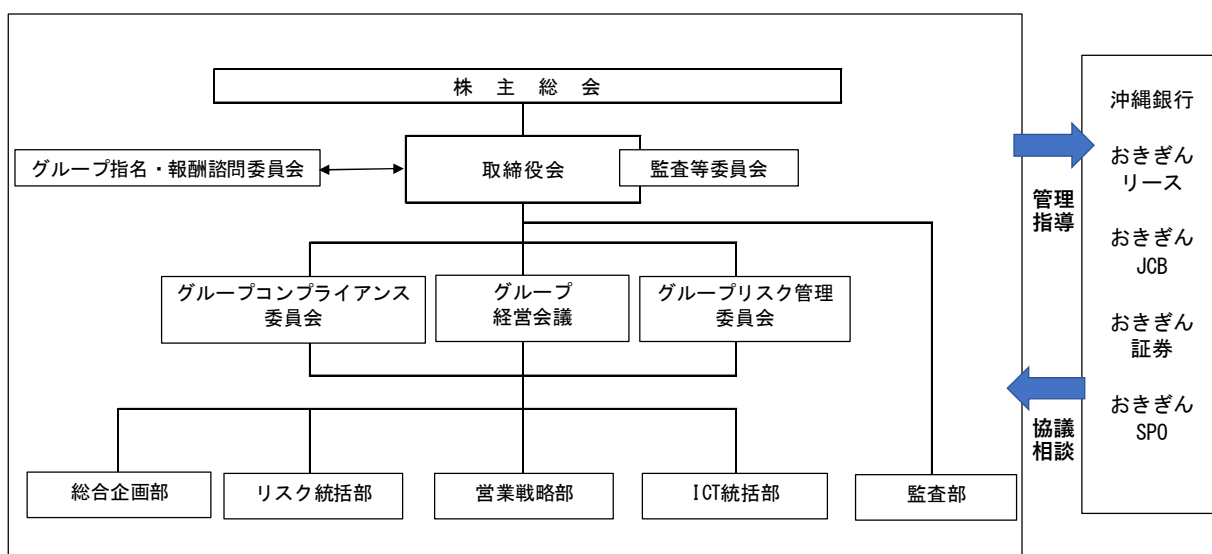 株 主 総 会
グループ指名・報酬諮問委員会
取締役会
監査等委員会
グループコンプライアンス
委員会
グループ
経営会議
グループリスク管理
委員会
総合企画部
リスク統括部
営業戦略部
ICT統括部
監査部
管理
指導
協議
相談
沖縄銀行
おきぎん
リース
おきぎん
JCB
おきぎん
証券
おきぎん
SPO